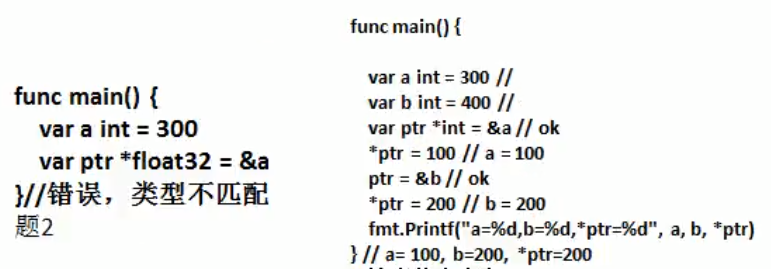 func main() {
var a int = 300
var ptr *float32 = &a
}//错误，类型不匹配
题2
func main() {
var a int = 300 //
var b int = 400 //
var ptr *int = &a // ok
*ptr = 100 // a = 100
ptr = &b // ok
*ptr = 200 // b = 200
fmt.Printf("a=%d,b=%d,*ptr=%d", a, b, *ptr)
} // a= 100, b=200, *ptr=200